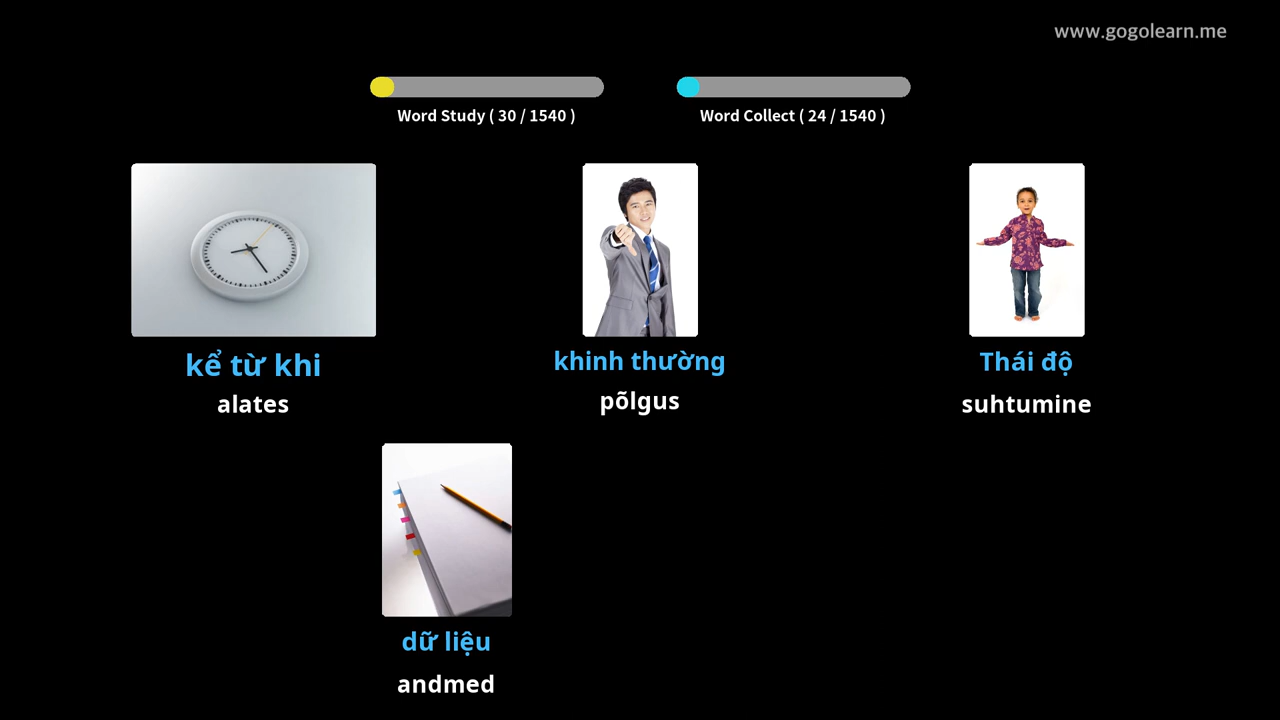 www.gogolearn.me
Word Study ( 30 / 1540 )
Word Collect ( 24 / 1540 )
kể từ khi
alates
khinh thường
põlgus
Thái độ
suhtumine
dữ liệu
andmed